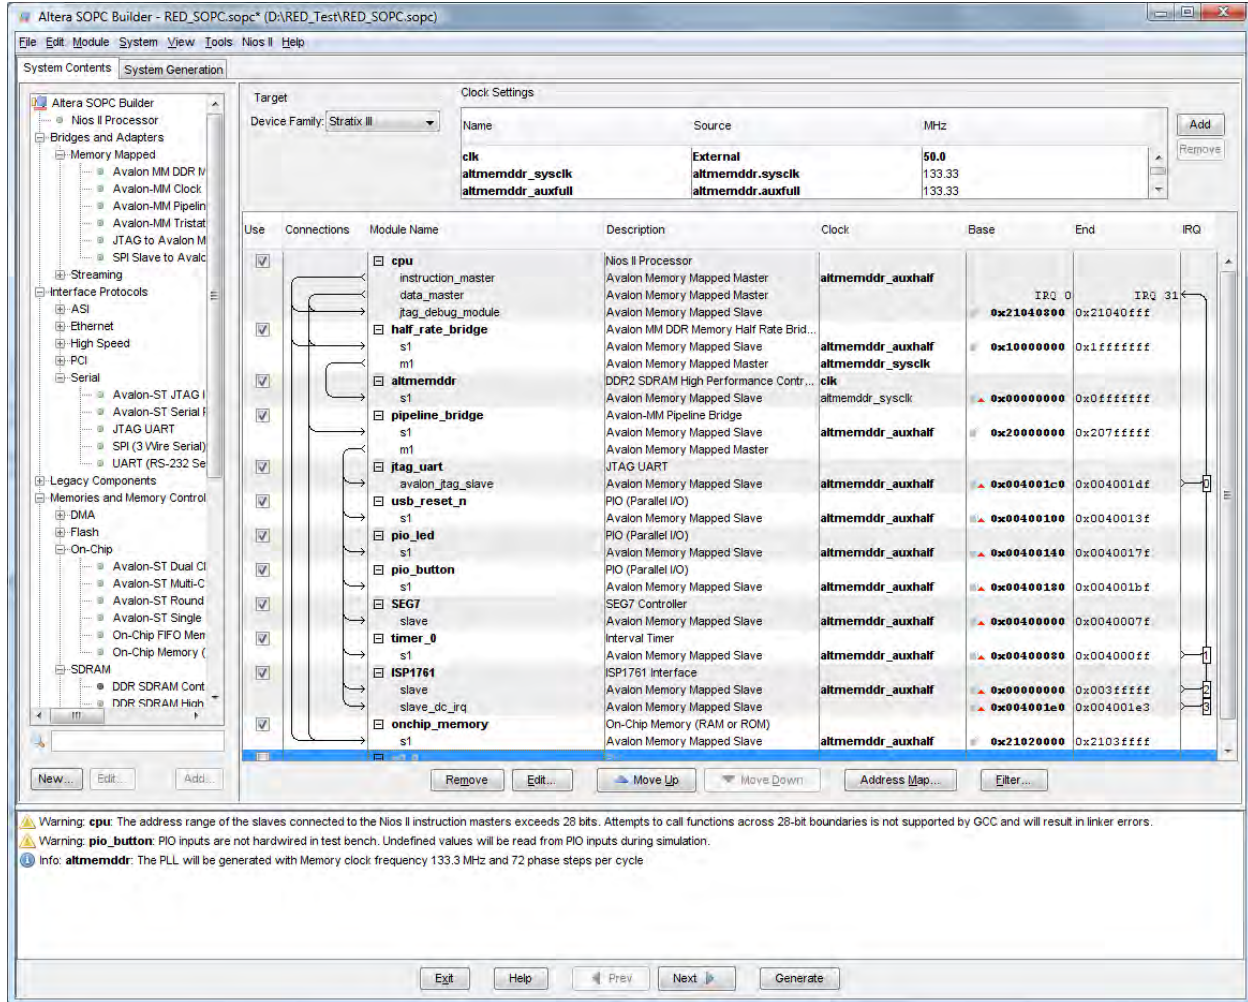 Altera SOPC Builder - RED_SOPC.sopc* (D:\RED_Test\RED_SOPC.sopc)
File Edit Module System View Tools Nios II Help
System Contents System Generation
Altera SOPC Builder
Nios II Processor
Bridges and Adapters
Memory Mapped
Avalon MM DDR M
Avalon-MM Clock
Avalon-MM Pipelin
Avalon-MM Tristat
JTAG to Avalon M
SPI Slave to Avalc
Streaming
Interface Protocols
ASI
Ethernet
High Speed
PCI
Serial
Avalon-ST JTAG I
Avalon-ST Serial F
JTAG UART
SPI (3 Wire Serial)
UART (RS-232 Se
Legacy Components
Memories and Memory Control
DMA
Flash
On-Chip
Avalon-ST Dual Cl
Avalon-ST Multi-C
Avalon-ST Round
Avalon-ST Single
On-Chip FIFO Mem
On-Chip Memory (
SDRAM
DDR SDRAM Cont
DDR SDRAM High
New... Edit... Add...
Target
Device Family: Stratix III
Clock Settings
Name Source MHz
clk External 50.0
altmemddr_sysclk altmemddr.sysclk 133.33
altmemddr_auxfull altmemddr.auxfull 133.33
Add
Remove
Use Connections Module Name Description Clock Base End IRQ
cpu Nios II Processor
instruction_master Avalon Memory Mapped Master altmemddr_auxhalf
data_master Avalon Memory Mapped Master IRQ 0 IRQ 31
jtag_debug_module Avalon Memory Mapped Slave 0x21040800 0x21040fff
half_rate_bridge Avalon MM DDR Memory Half Rate Brid...
s1 Avalon Memory Mapped Slave altmemddr_auxhalf 0x10000000 0x1fffffff
m1 Avalon Memory Mapped Master altmemddr_sysclk
altmemddr DDR2 SDRAM High Performance Contr... clk
s1 Avalon Memory Mapped Slave altmemddr_sysclk 0x00000000 0x0fffffff
pipeline_bridge Avalon-MM Pipeline Bridge
s1 Avalon Memory Mapped Slave altmemddr_auxhalf 0x20000000 0x207fffff
m1 Avalon Memory Mapped Master
jtag_uart JTAG UART
avalon_jtag_slave Avalon Memory Mapped Slave altmemddr_auxhalf 0x004001c0 0x004001df 0
usb_reset_n PIO (Parallel I/O)
s1 Avalon Memory Mapped Slave altmemddr_auxhalf 0x00400100 0x0040013f
pio_led PIO (Parallel I/O)
s1 Avalon Memory Mapped Slave altmemddr_auxhalf 0x00400140 0x0040017f
pio_button PIO (Parallel I/O)
s1 Avalon Memory Mapped Slave altmemddr_auxhalf 0x00400180 0x004001bf
SEG7 SEG7 Controller
slave Avalon Memory Mapped Slave altmemddr_auxhalf 0x00400000 0x0040007f
timer_0 Interval Timer
s1 Avalon Memory Mapped Slave altmemddr_auxhalf 0x00400080 0x004000ff 1
ISP1761 ISP1761 Interface
slave Avalon Memory Mapped Slave altmemddr_auxhalf 0x00000000 0x003fffff 2
slave_dc_irq Avalon Memory Mapped Slave 0x004001e0 0x004001e3 3
onchip_memory On-Chip Memory (RAM or ROM)
s1 Avalon Memory Mapped Slave altmemddr_auxhalf 0x21020000 0x2103ffff
Remove Edit... Move Up Move Down Address Map... Filter...
Warning: cpu: The address range of the slaves connected to the Nios II instruction masters exceeds 28 bits. Attempts to call functions across 28-bit boundaries is not supported by GCC and will result in linker errors.
Warning: pio_button: PIO inputs are not hardwired in test bench. Undefined values will be read from PIO inputs during simulation.
Info: altmemddr: The PLL will be generated with Memory clock frequency 133.3 MHz and 72 phase steps per cycle
Exit Help Prev Next Generate